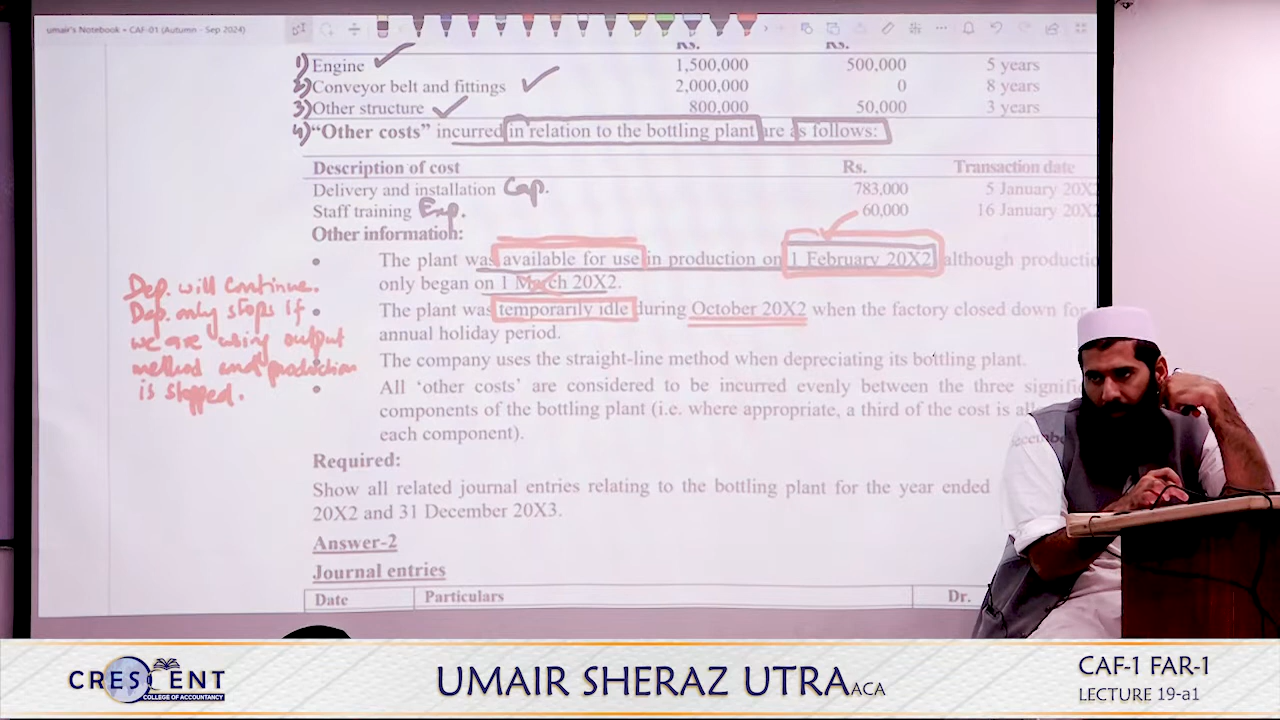 umair's Notebook • CAF-01 (Autumn - Sep 2024)
Rs. Rs.
1) Engine 1,500,000 500,000 5 years
2) Conveyor belt and fittings 2,000,000 0 8 years
3) Other structure 800,000 50,000 3 years
4) “Other costs” incurred in relation to the bottling plant are as follows:
Description of cost Rs. Transaction date
Delivery and installation Cap. 783,000 5 January 20X
Staff training Exp. 60,000 16 January 20X
Other information:
• The plant was available for use in production on 1 February 20X2 although producti
only began on 1 March 20X2.
• The plant was temporarily idle during October 20X2 when the factory closed down for
annual holiday period.
• The company uses the straight-line method when depreciating its bottling plant.
• All ‘other costs’ are considered to be incurred evenly between the three signifi
components of the bottling plant (i.e. where appropriate, a third of the cost is all
each component).
Dep. will continue.
Dep. only stops if
we are using output
method and production
is stopped.
Required:
Show all related journal entries relating to the bottling plant for the year ended
20X2 and 31 December 20X3.
Answer-2
Journal entries
Date Particulars Dr.
CRESCENT
COLLEGE OF ACCOUNTANCY
UMAIR SHERAZ UTRA AGA
CAF-1 FAR-1
LECTURE 19-a1